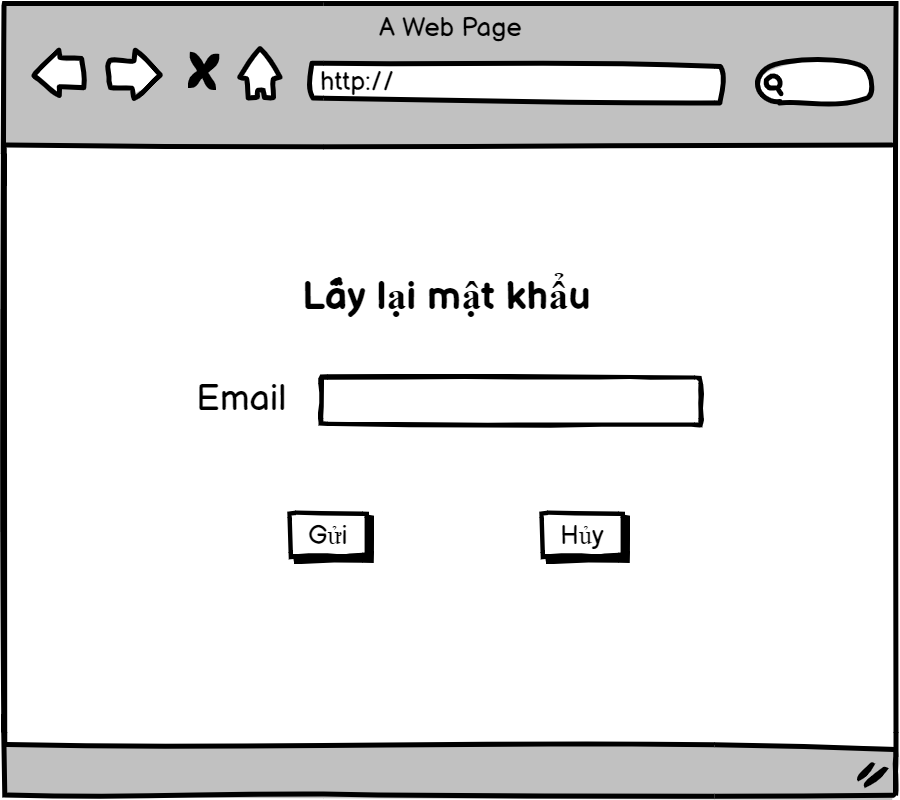 A Web Page
http://
Lấy lại mật khẩu
Email
Gửi
Hủy